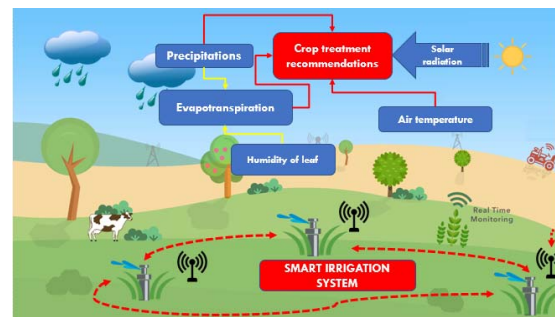 Precipitations
Crop treatment
recommendations
Solar
radiation
Evapotranspiration
Air temperature
Humidity of leaf
Real Time
Monitoring
SMART IRRIGATION
SYSTEM